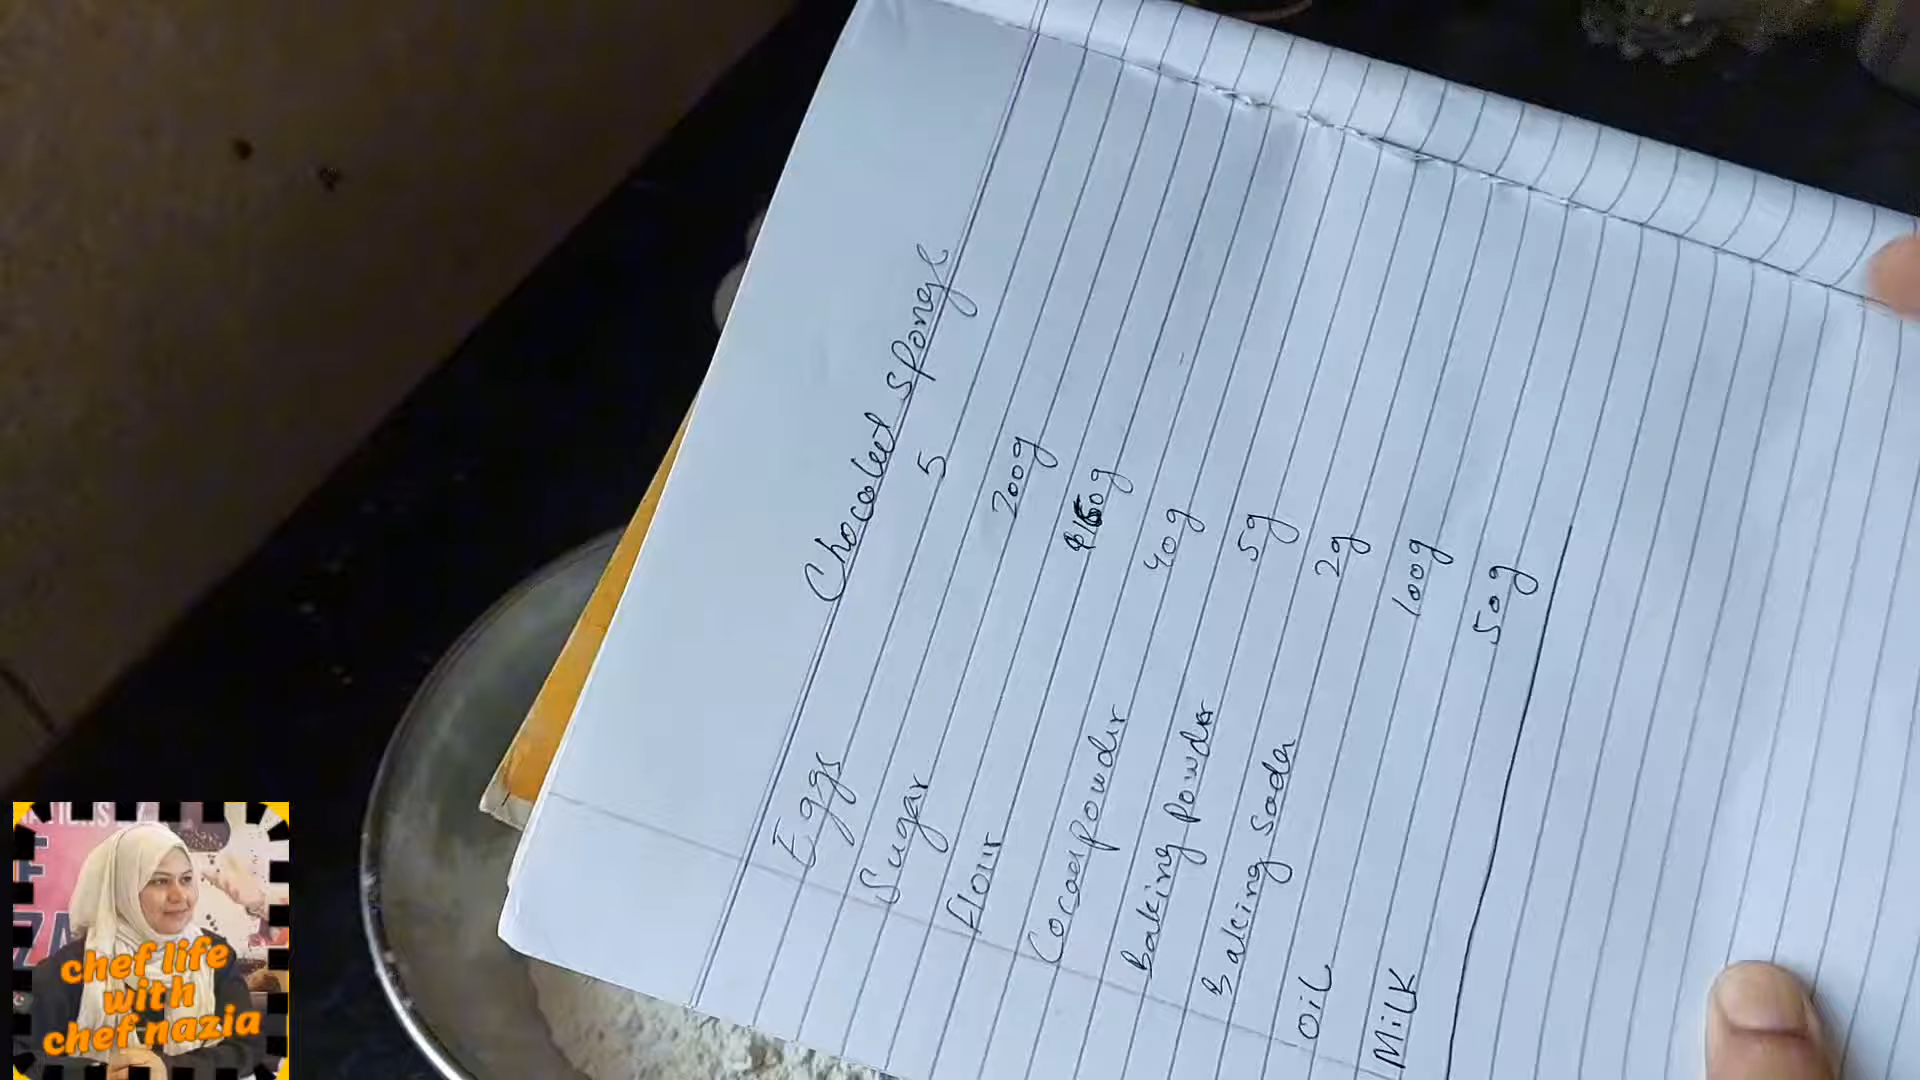 Chocolet sponge
Eggs 5
Sugar 200g
flour
Cocoapowder 40g
Baking Powder 5g
Baking Soda 2g
OiL 100g
MiLK 50g
chef life
with
chef nazia